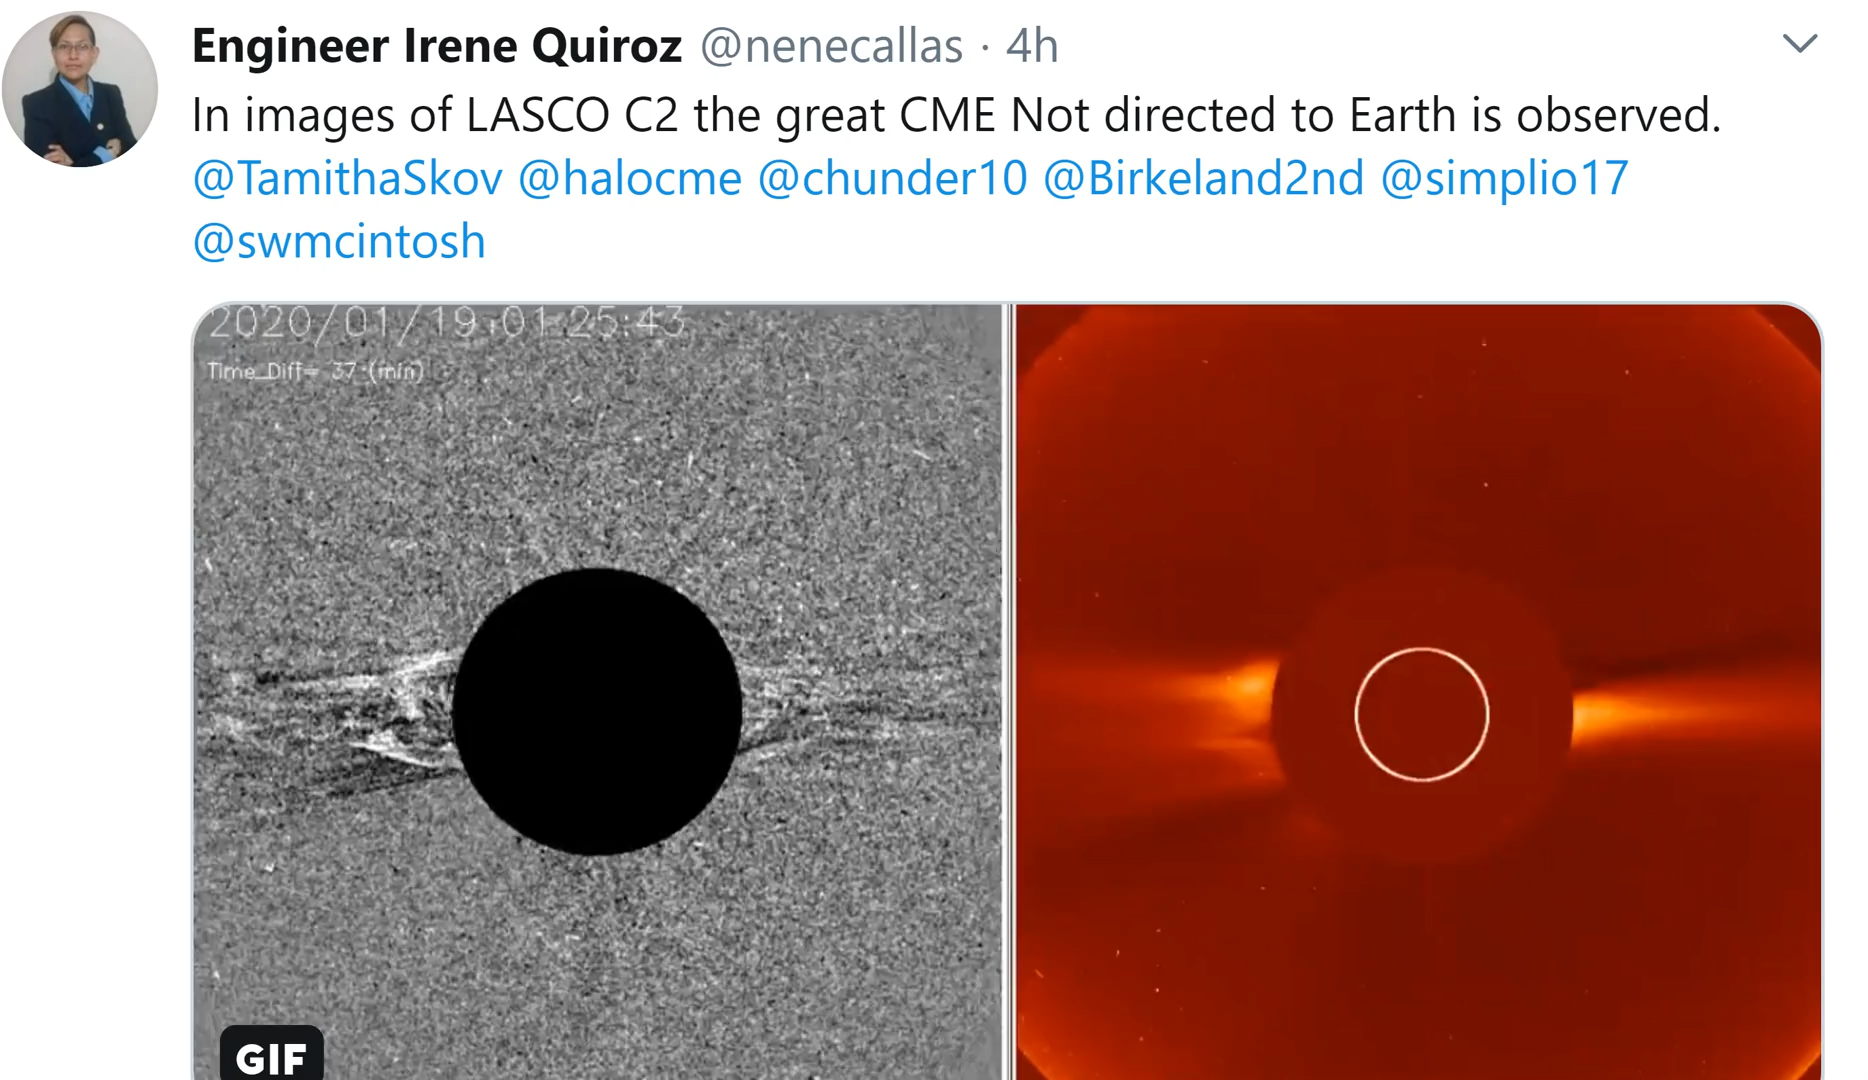 Engineer Irene Quiroz @nenecallas · 4h
In images of LASCO C2 the great CME Not directed to Earth is observed.
@TamithaSkov @halocme @chunder10 @Birkeland2nd @simplio17
@swmcintosh
2020/01/19 01:25:43
Time_Diff= 37 (min)
GIF